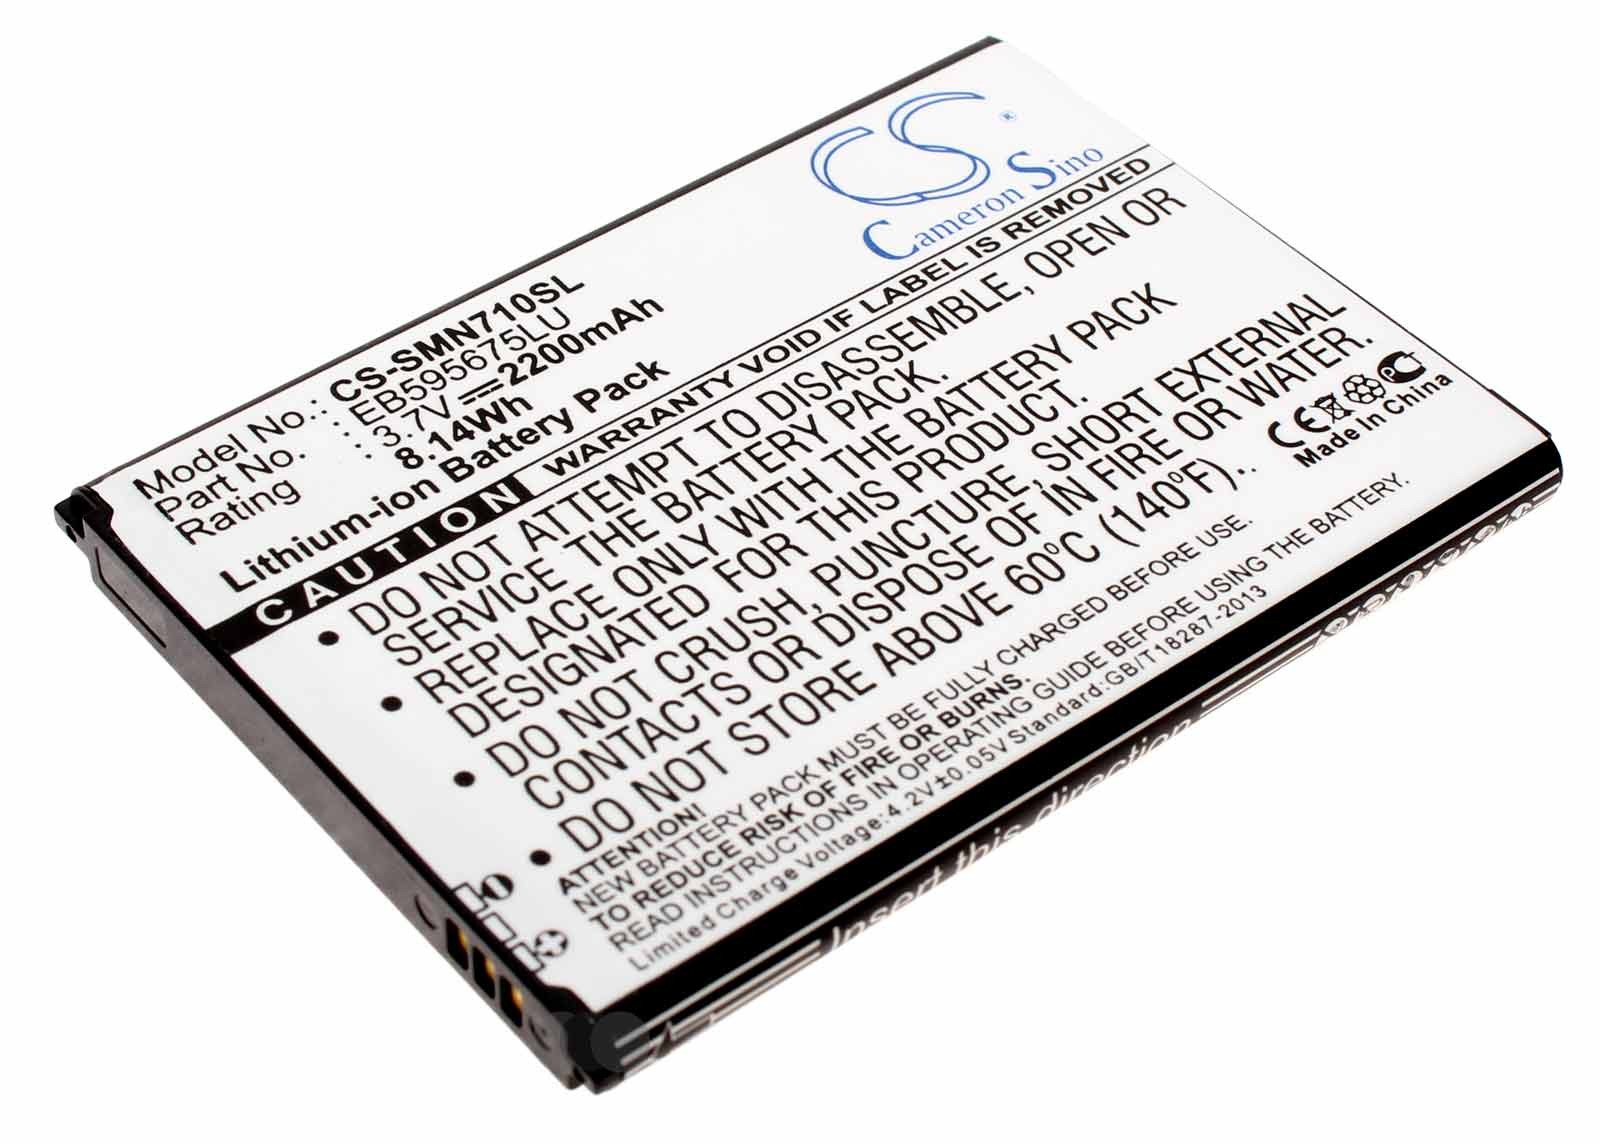 CS
®
Cameron Sino
Model No.: CS-SMN710SL
Part No. : EB595675LU
Rating : 3.7V 2200mAh
8.14Wh
Lithium-ion Battery Pack
CAUTION WARRANTY VOID IF LABEL IS REMOVED
● DO NOT ATTEMPT TO DISASSEMBLE, OPEN OR
SERVICE THE BATTERY PACK.
● REPLACE ONLY WITH THE BATTERY PACK
DESIGNATED FOR THIS PRODUCT.
● DO NOT CRUSH, PUNCTURE, SHORT EXTERNAL
CONTACTS OR DISPOSE OF IN FIRE OR WATER.
● DO NOT STORE ABOVE 60°C (140°F).
ATTENTION!
NEW BATTERY PACK MUST BE FULLY CHARGED BEFORE USE.
TO REDUCE RISK OF FIRE OR BURNS.
READ INSTRUCTIONS IN OPERATING GUIDE BEFORE USING THE BATTERY.
Limited Charge Voltage:4.2V±0.05V Standard:GB/T18287-2013
CE
Made in China
Insert this direction